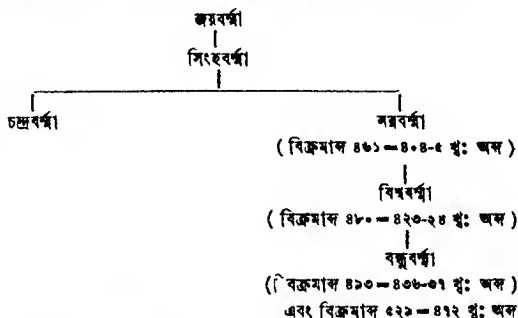 জয়বর্ম্মা
সিংহবর্ম্মা
চন্দ্রবর্ম্মা নরবর্ম্মা
( বিক্রমাব্দ ৪৬১=৪০৪-৫ খৃঃ অব্দ )
বিশ্ববর্ম্মা
( বিক্রমাব্দ ৪৮০=৪২৩-২৪ খৃঃ অব্দ )
বন্ধুবর্ম্মা
( বিক্রমাব্দ ৪৯৩=৪৩৬-৩৭ খৃঃ অব্দ )
এবং বিক্রমাব্দ ৫২৯=৪৭২ খৃঃ অব্দ